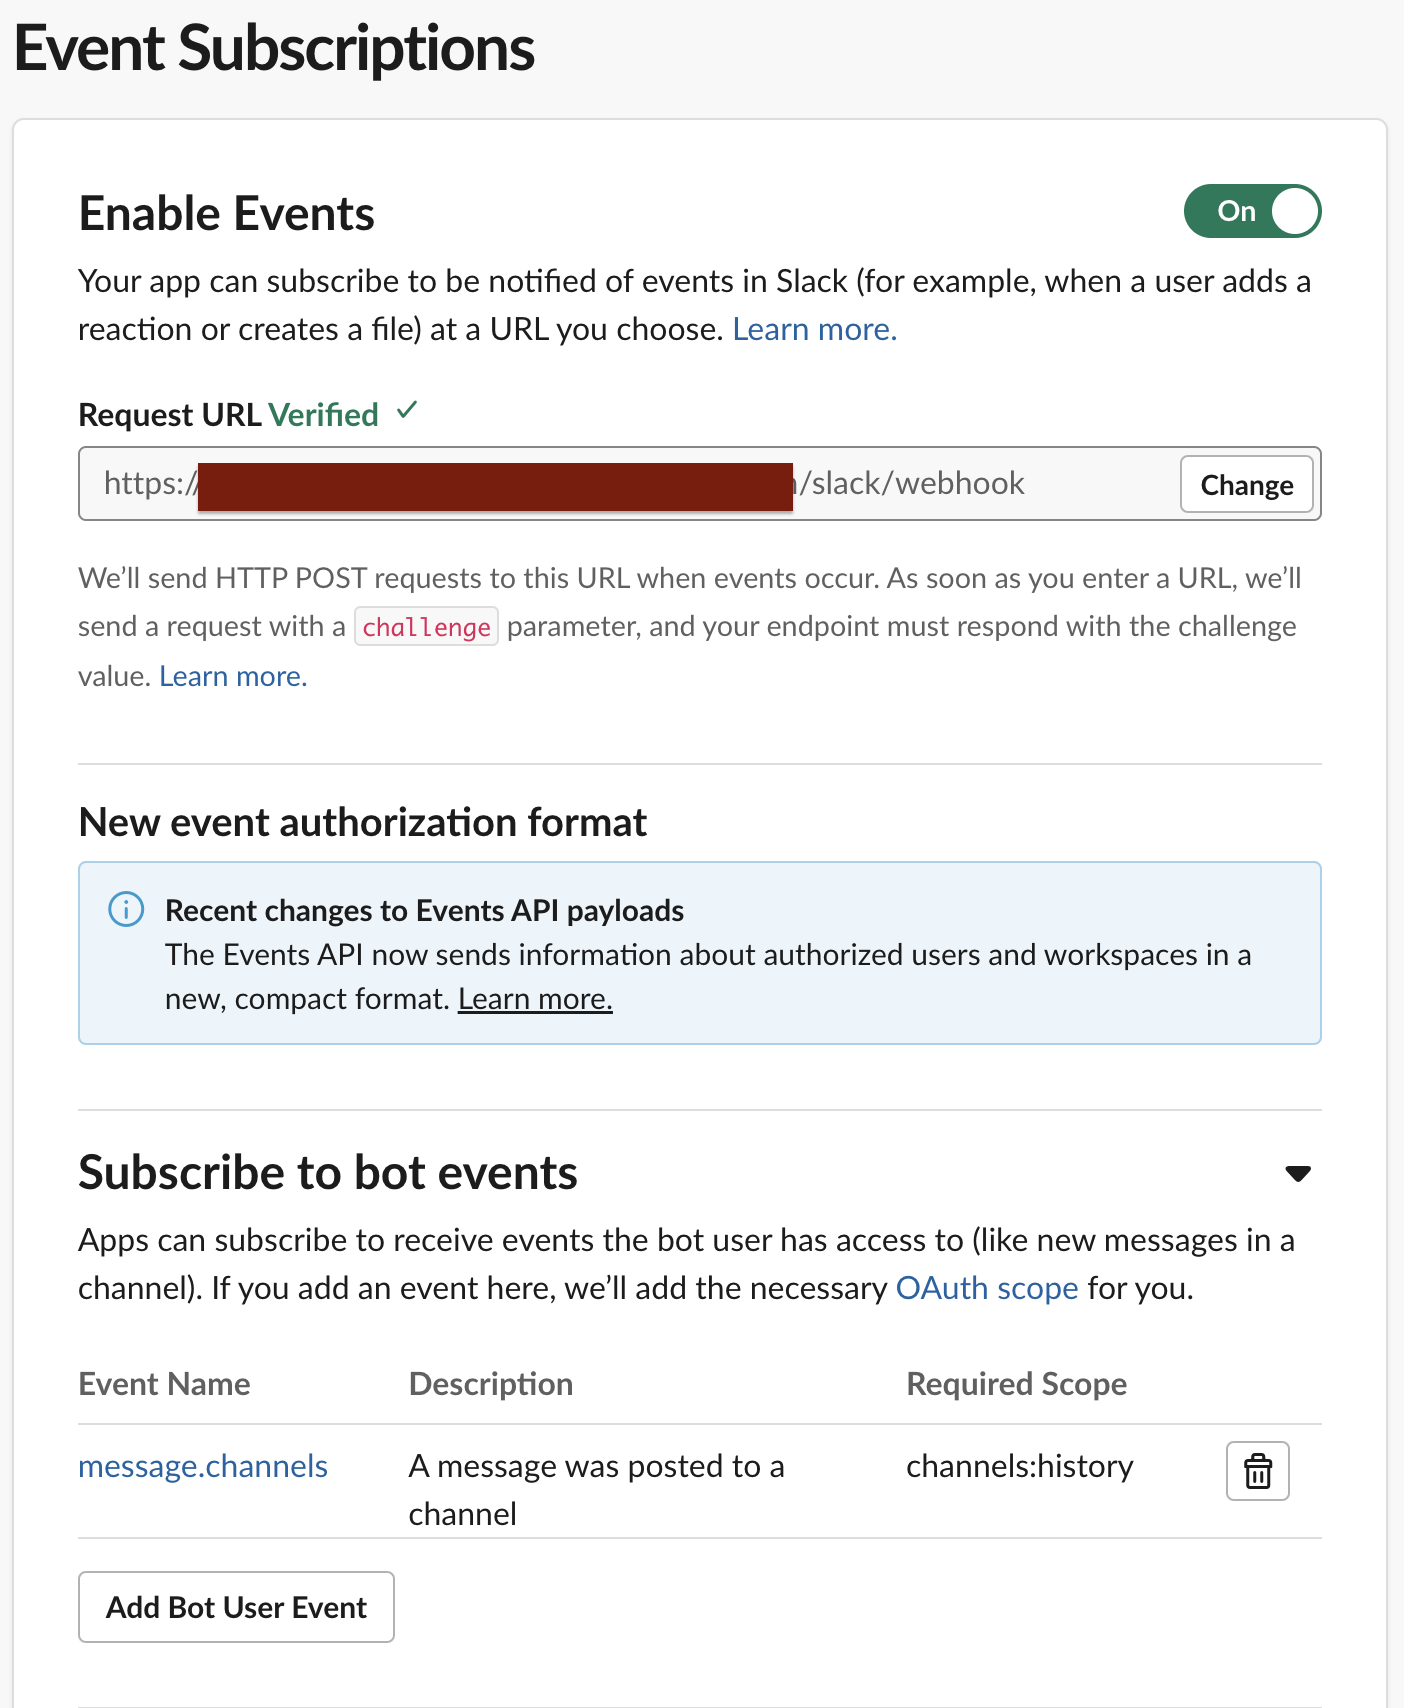 Event Subscriptions
Enable Events
On
Your app can subscribe to be notified of events in Slack (for example, when a user adds a
reaction or creates a file) at a URL you choose. Learn more.
Request URL Verified ✓
https:// /slack/webhook
Change
We’ll send HTTP POST requests to this URL when events occur. As soon as you enter a URL, we’ll
send a request with a challenge parameter, and your endpoint must respond with the challenge
value. Learn more.
New event authorization format
Recent changes to Events API payloads
The Events API now sends information about authorized users and workspaces in a
new, compact format. Learn more.
Subscribe to bot events
Apps can subscribe to receive events the bot user has access to (like new messages in a
channel). If you add an event here, we’ll add the necessary OAuth scope for you.
Event Name Description Required Scope
message.channels A message was posted to a channels:history
channel
Add Bot User Event